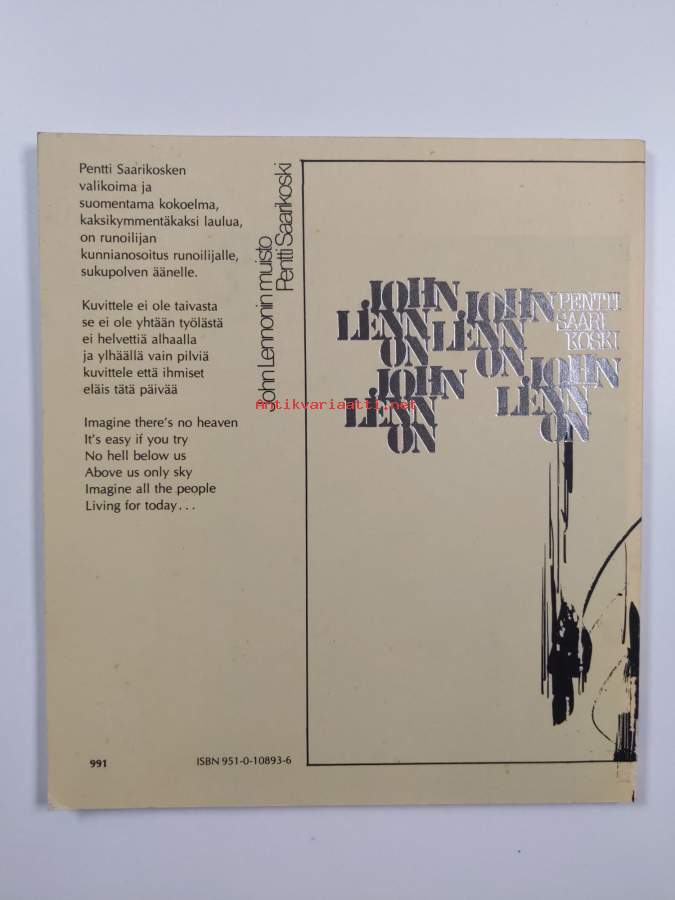 Pentti Saarikosken
valikoima ja
suomentama kokoelma,
kaksikymmentäkaksi laulua,
on runoilijan
kunnianosoitus runoilijalle,
sukupolven äänelle.
Kuvittele ei ole taivasta
se ei ole yhtään työlästä
ei helvettiä alhaalla
ja ylhäällä vain pilviä
kuvittele että ihmiset
eläis tätä päivää
Imagine there's no heaven
It's easy if you try
No hell below us
Above us only sky
Imagine all the people
Living for today...
991
ISBN 951-0-10893-6
John Lennonin muisto
Pentti Saarikoski
JOHN
LENN
ON
JOHN
LENN
ON
PENTTI
SAARI
KOSKI
JOHN
LENN
ON
JOHN
LENN
ON
Antikvariaatti.net